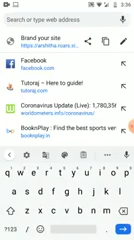 3:36
Search or type web address
Brand your site
https://arshitha.ruani.si...
Facebook
facebook.com
Tutoraj – Here to guide!
tutoraj.com
Coronavirus Update (Live): 1,780,35
worldometers.info/coronavirus/
BooknPlay : Find the best sports ver
booknplay.in
q w e r t y u i o p
a s d f g h j k l
z x c v b n m
?123 / .